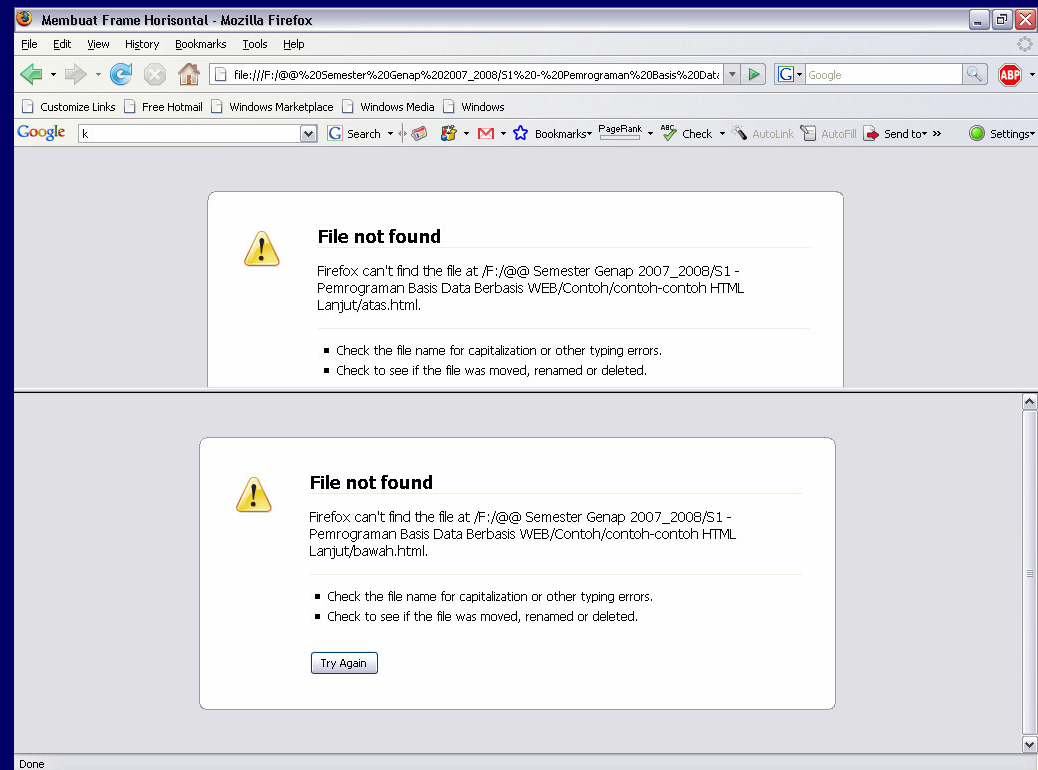 Membuat Frame Horisontal - Mozilla Firefox
File Edit View History Bookmarks Tools Help
file:///F:/@@%20Semester%20Genap%202007_2008/S1%20-%20Pemrograman%20Basis%20Data G Google ABP
Customize Links Free Hotmail Windows Marketplace Windows Media Windows
Google k G Search Bookmarks PageRank ABC Check AutoLink AutoFill Send to » Settings
File not found
Firefox can't find the file at /F:/@@ Semester Genap 2007_2008/S1 -
Pemrograman Basis Data Berbasis WEB/Contoh/contoh-contoh HTML
Lanjut/atas.html.
▪ Check the file name for capitalization or other typing errors.
▪ Check to see if the file was moved, renamed or deleted.
File not found
Firefox can't find the file at /F:/@@ Semester Genap 2007_2008/S1 -
Pemrograman Basis Data Berbasis WEB/Contoh/contoh-contoh HTML
Lanjut/bawah.html.
▪ Check the file name for capitalization or other typing errors.
▪ Check to see if the file was moved, renamed or deleted.
Try Again
Done